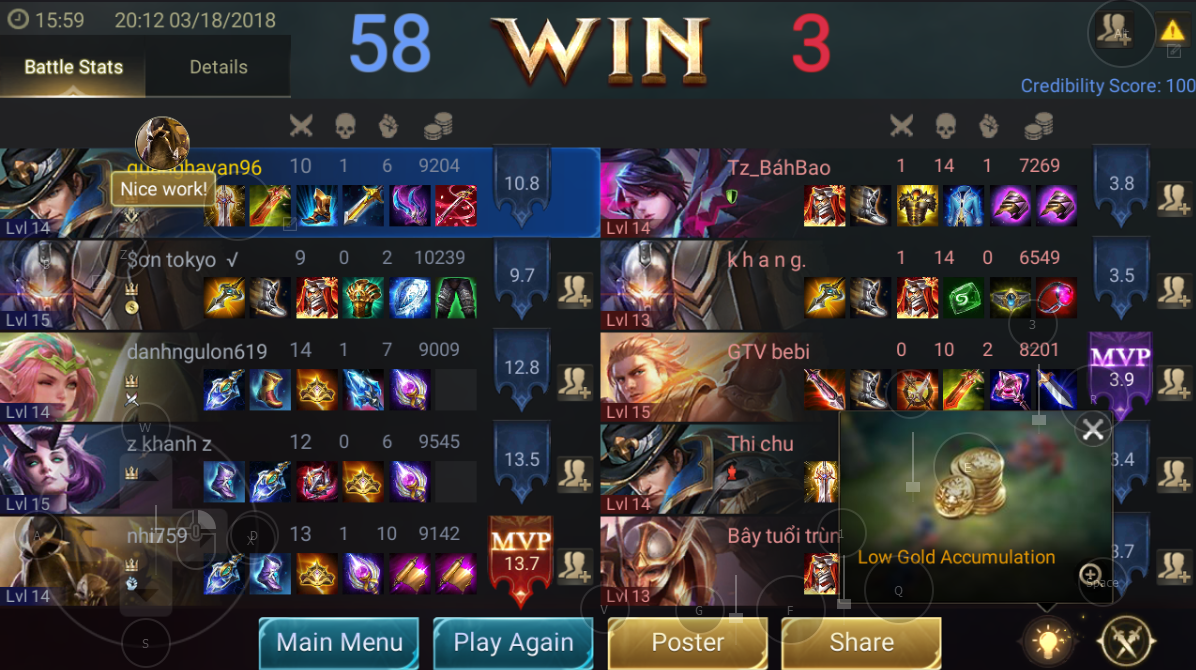 15:59 20:12 03/18/2018 58 WIN 3
Battle Stats Details Credibility Score: 100
10 1 6 9204 10.8 Tz_BáhBao 1 14 1 7269 3.8
Nice work!
Lvl 14 Lvl 14
Sơn tokyo √ 9 0 2 10239 9.7 k h a n g. 1 14 0 6549 3.5
Lvl 15 Lvl 13
danhngulon619 14 1 7 9009 12.8 GTV bebi 0 10 2 8201 MVP 3.9
Lvl 14 Lvl 15
z khanh z 12 0 6 9545 13.5 Thi chu 3.4
Lvl 15 Lvl 14
nhi759 13 1 10 9142 MVP 13.7 Bây tuổi trùn 3.7
Low Gold Accumulation
Lvl 14 Lvl 13
Main Menu Play Again Poster Share